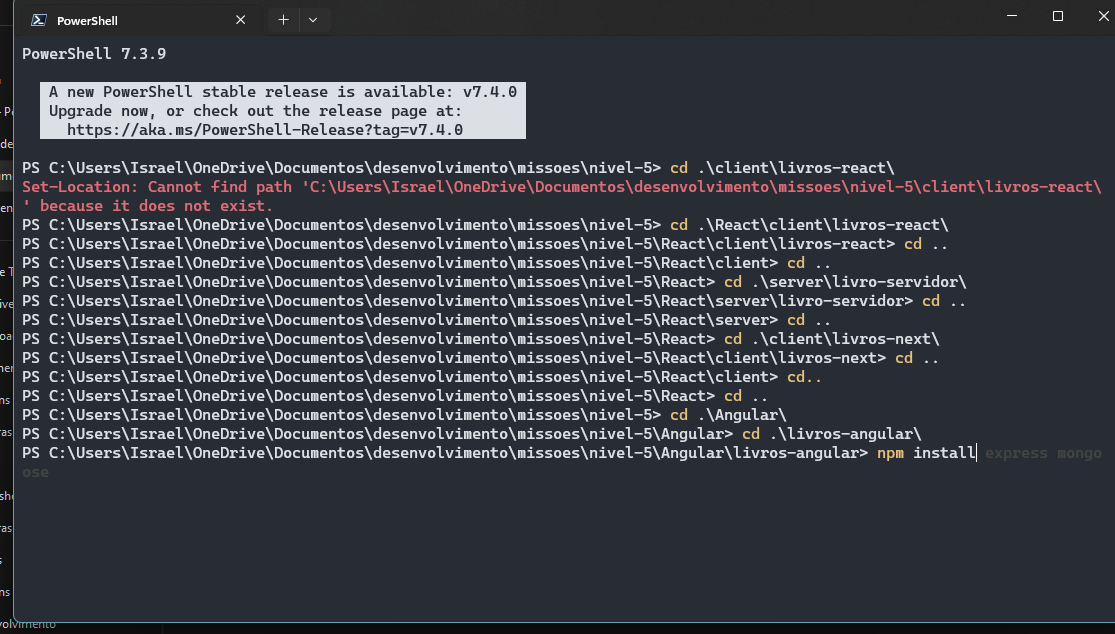 PowerShell
PowerShell 7.3.9
A new PowerShell stable release is available: v7.4.0
Upgrade now, or check out the release page at:
https://aka.ms/PowerShell-Release?tag=v7.4.0
PS C:\Users\Israel\OneDrive\Documentos\desenvolvimento\missoes\nivel-5> cd .\client\livros-react\
Set-Location: Cannot find path 'C:\Users\Israel\OneDrive\Documentos\desenvolvimento\missoes\nivel-5\client\livros-react\
' because it does not exist.
PS C:\Users\Israel\OneDrive\Documentos\desenvolvimento\missoes\nivel-5> cd .\React\client\livros-react\
PS C:\Users\Israel\OneDrive\Documentos\desenvolvimento\missoes\nivel-5\React\client\livros-react> cd ..
PS C:\Users\Israel\OneDrive\Documentos\desenvolvimento\missoes\nivel-5\React\client> cd ..
PS C:\Users\Israel\OneDrive\Documentos\desenvolvimento\missoes\nivel-5\React> cd .\server\livro-servidor\
PS C:\Users\Israel\OneDrive\Documentos\desenvolvimento\missoes\nivel-5\React\server\livro-servidor> cd ..
PS C:\Users\Israel\OneDrive\Documentos\desenvolvimento\missoes\nivel-5\React\server> cd ..
PS C:\Users\Israel\OneDrive\Documentos\desenvolvimento\missoes\nivel-5\React> cd .\client\livros-next\
PS C:\Users\Israel\OneDrive\Documentos\desenvolvimento\missoes\nivel-5\React\client\livros-next> cd ..
PS C:\Users\Israel\OneDrive\Documentos\desenvolvimento\missoes\nivel-5\React\client> cd..
PS C:\Users\Israel\OneDrive\Documentos\desenvolvimento\missoes\nivel-5\React> cd ..
PS C:\Users\Israel\OneDrive\Documentos\desenvolvimento\missoes\nivel-5> cd .\Angular\
PS C:\Users\Israel\OneDrive\Documentos\desenvolvimento\missoes\nivel-5\Angular> cd .\livros-angular\
PS C:\Users\Israel\OneDrive\Documentos\desenvolvimento\missoes\nivel-5\Angular\livros-angular> npm install express mongo
ose